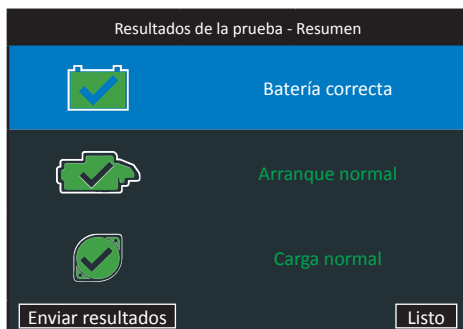 Resultados de la prueba - Resumen
Batería correcta
Arranque normal
Carga normal
Enviar resultados
Listo